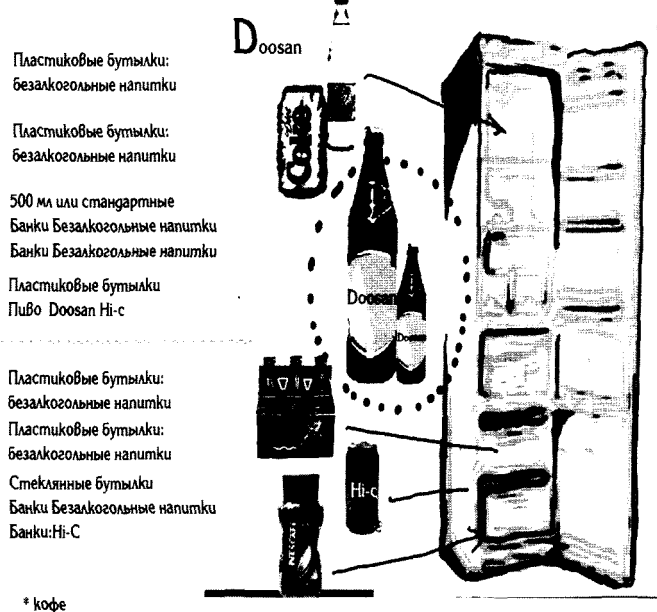 Doosan
Пластиковые бутылки:
безалкогольные напитки
Пластиковые бутылки:
безалкогольные напитки
500 мл или стандартные
Банки Безалкогольные напитки
Банки Безалкогольные напитки
Пластиковые бутылки
Пиво Doosan Hi-c
Пластиковые бутылки:
безалкогольные напитки
Пластиковые бутылки:
безалкогольные напитки
Стеклянные бутылки
Банки Безалкогольные напитки
Банки:Hi-C
* кофе
Coke
Doosan
Hi-c
NESCAFE